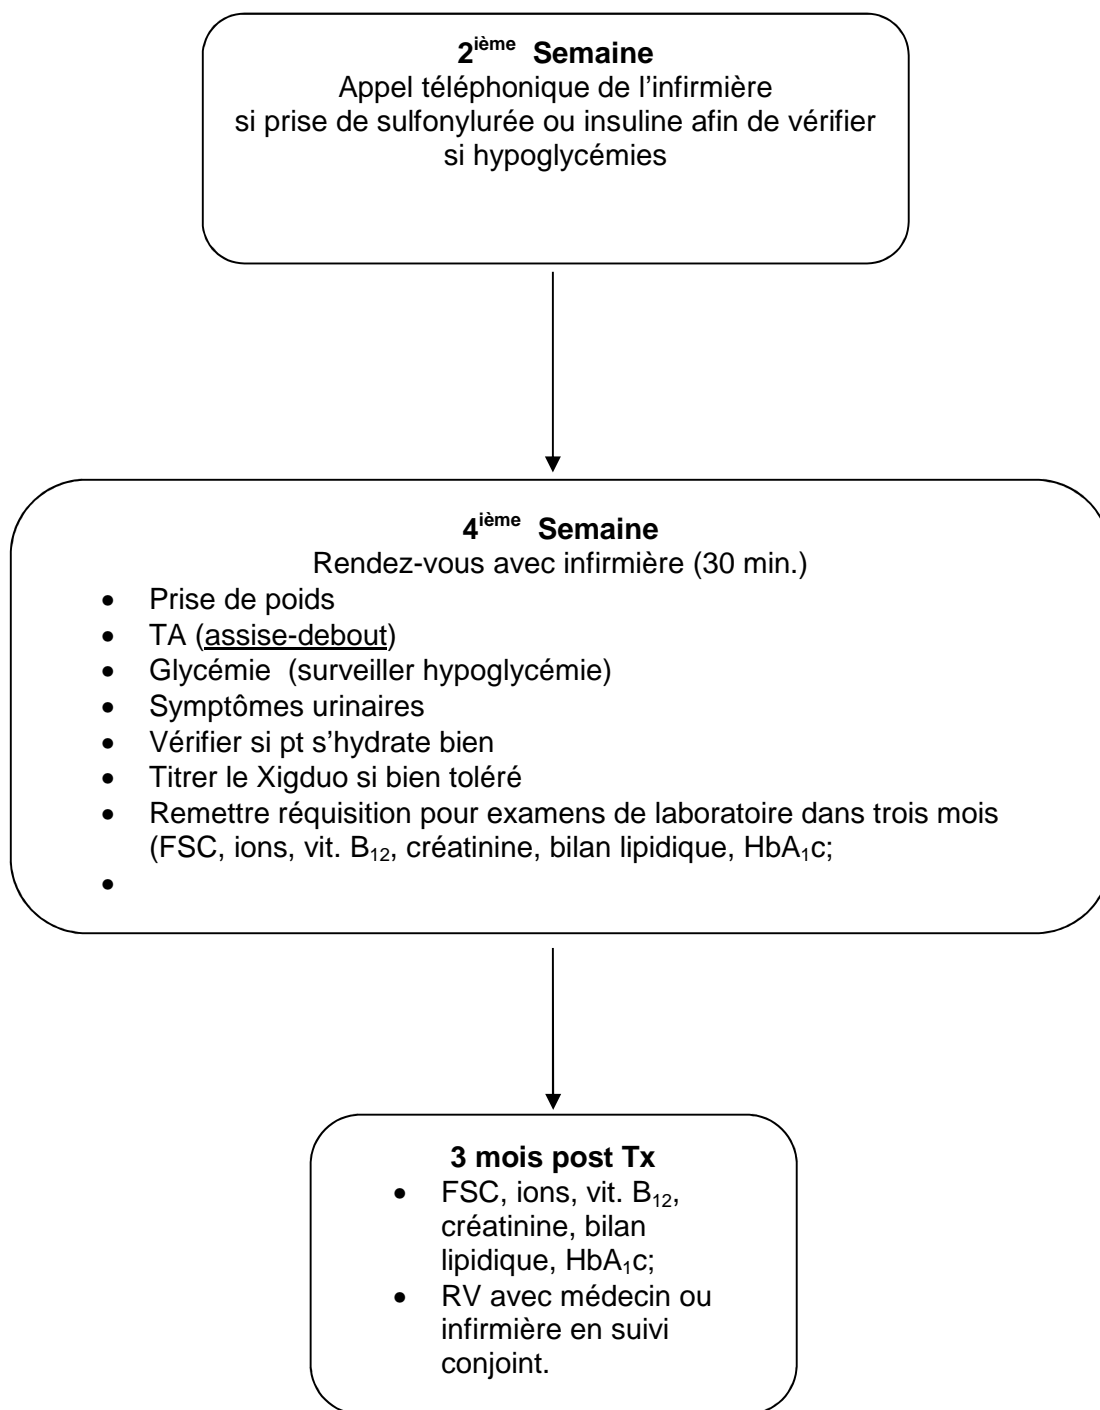 2ième Semaine
Appel téléphonique de l'infirmière
si prise de sulfonylurée ou insuline afin de vérifier
si hypoglycémies
4ième Semaine
Rendez-vous avec infirmière (30 min.)
• Prise de poids
• TA (assise-debout)
• Glycémie (surveiller hypoglycémie)
• Symptômes urinaires
• Vérifier si pt s'hydrate bien
• Titrer le Xigduo si bien toléré
• Remettre réquisition pour examens de laboratoire dans trois mois
(FSC, ions, vit. B12, créatinine, bilan lipidique, HbA1c;
•
3 mois post Tx
• FSC, ions, vit. B12,
créatinine, bilan
lipidique, HbA1c;
• RV avec médecin ou
infirmière en suivi
conjoint.